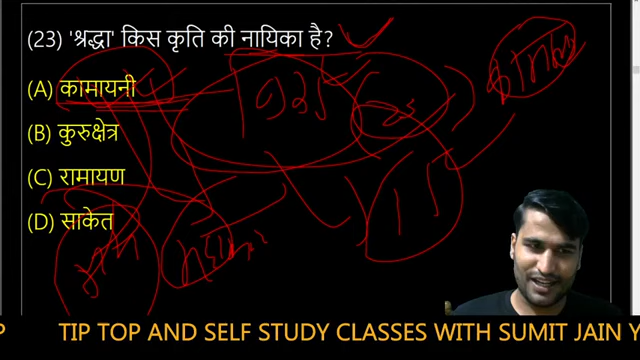 (23) 'श्रद्धा' किस कृति की नायिका है?
(A) कामायनी
(B) कुरुक्षेत्र
(C) रामायण
(D) साकेत
P TIP TOP AND SELF STUDY CLASSES WITH SUMIT JAIN Y